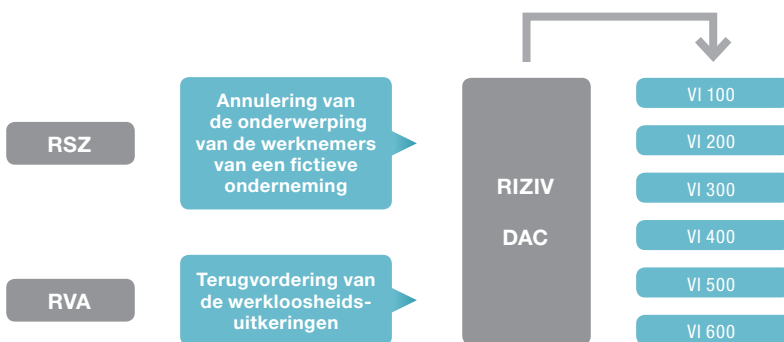 RSZ
Annulering van
de onderwerping
van de werknemers
van een fictieve
onderneming
RVA
Terugvordering van
de werkloosheids-
uitkeringen
RIZIV
DAC
VI 100
VI 200
VI 300
VI 400
VI 500
VI 600